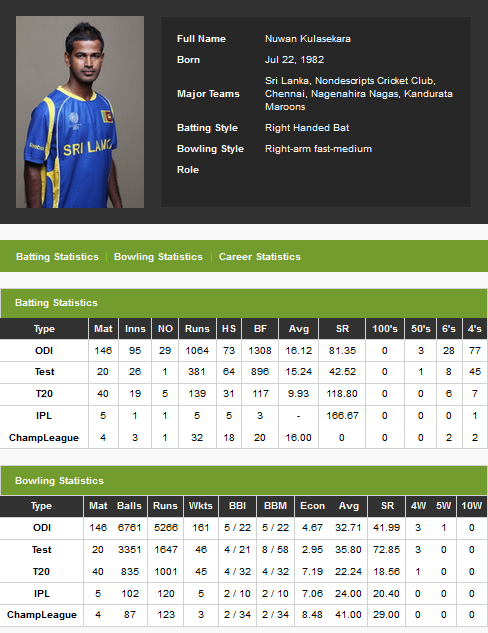 Full Name Nuwan Kulasekara
Born Jul 22, 1982
Major Teams Sri Lanka, Nondescripts Cricket Club,
Chennai, Nagenahira Nagas, Kandurata
Maroons
Batting Style Right Handed Bat
Bowling Style Right-arm fast-medium
Role
SRI LANKA
Batting Statistics | Bowling Statistics | Career Statistics
Batting Statistics
Type Mat Inns NO Runs HS BF Avg SR 100's 50's 6's 4's
ODI 146 95 29 1064 73 1308 16.12 81.35 0 3 28 77
Test 20 26 1 381 64 896 15.24 42.52 0 1 8 45
T20 40 19 5 139 31 117 9.93 118.80 0 0 6 7
IPL 5 1 1 5 5 3 - 166.67 0 0 0 1
ChampLeague 4 3 1 32 18 20 16.00 0 0 0 2 2
Bowling Statistics
Type Mat Balls Runs Wkts BBI BBM Econ Avg SR 4W 5W 10W
ODI 146 6761 5266 161 5 / 22 5 / 22 4.67 32.71 41.99 3 1 0
Test 20 3351 1647 46 4 / 21 8 / 58 2.95 35.80 72.85 3 0 0
T20 40 835 1001 45 4 / 32 4 / 32 7.19 22.24 18.56 1 0 0
IPL 5 102 120 5 2 / 10 2 / 10 7.06 24.00 20.40 0 0 0
ChampLeague 4 87 123 3 2 / 34 2 / 34 8.48 41.00 29.00 0 0 0